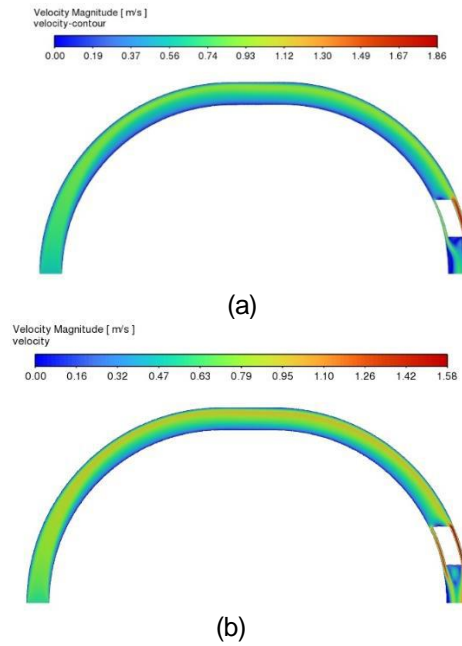 Velocity Magnitude [ m/s ]
velocity-contour
0.00 0.19 0.37 0.56 0.74 0.93 1.12 1.30 1.49 1.67 1.86
(a)
Velocity Magnitude [ m/s ]
velocity
0.00 0.16 0.32 0.47 0.63 0.79 0.95 1.10 1.26 1.42 1.58
(b)